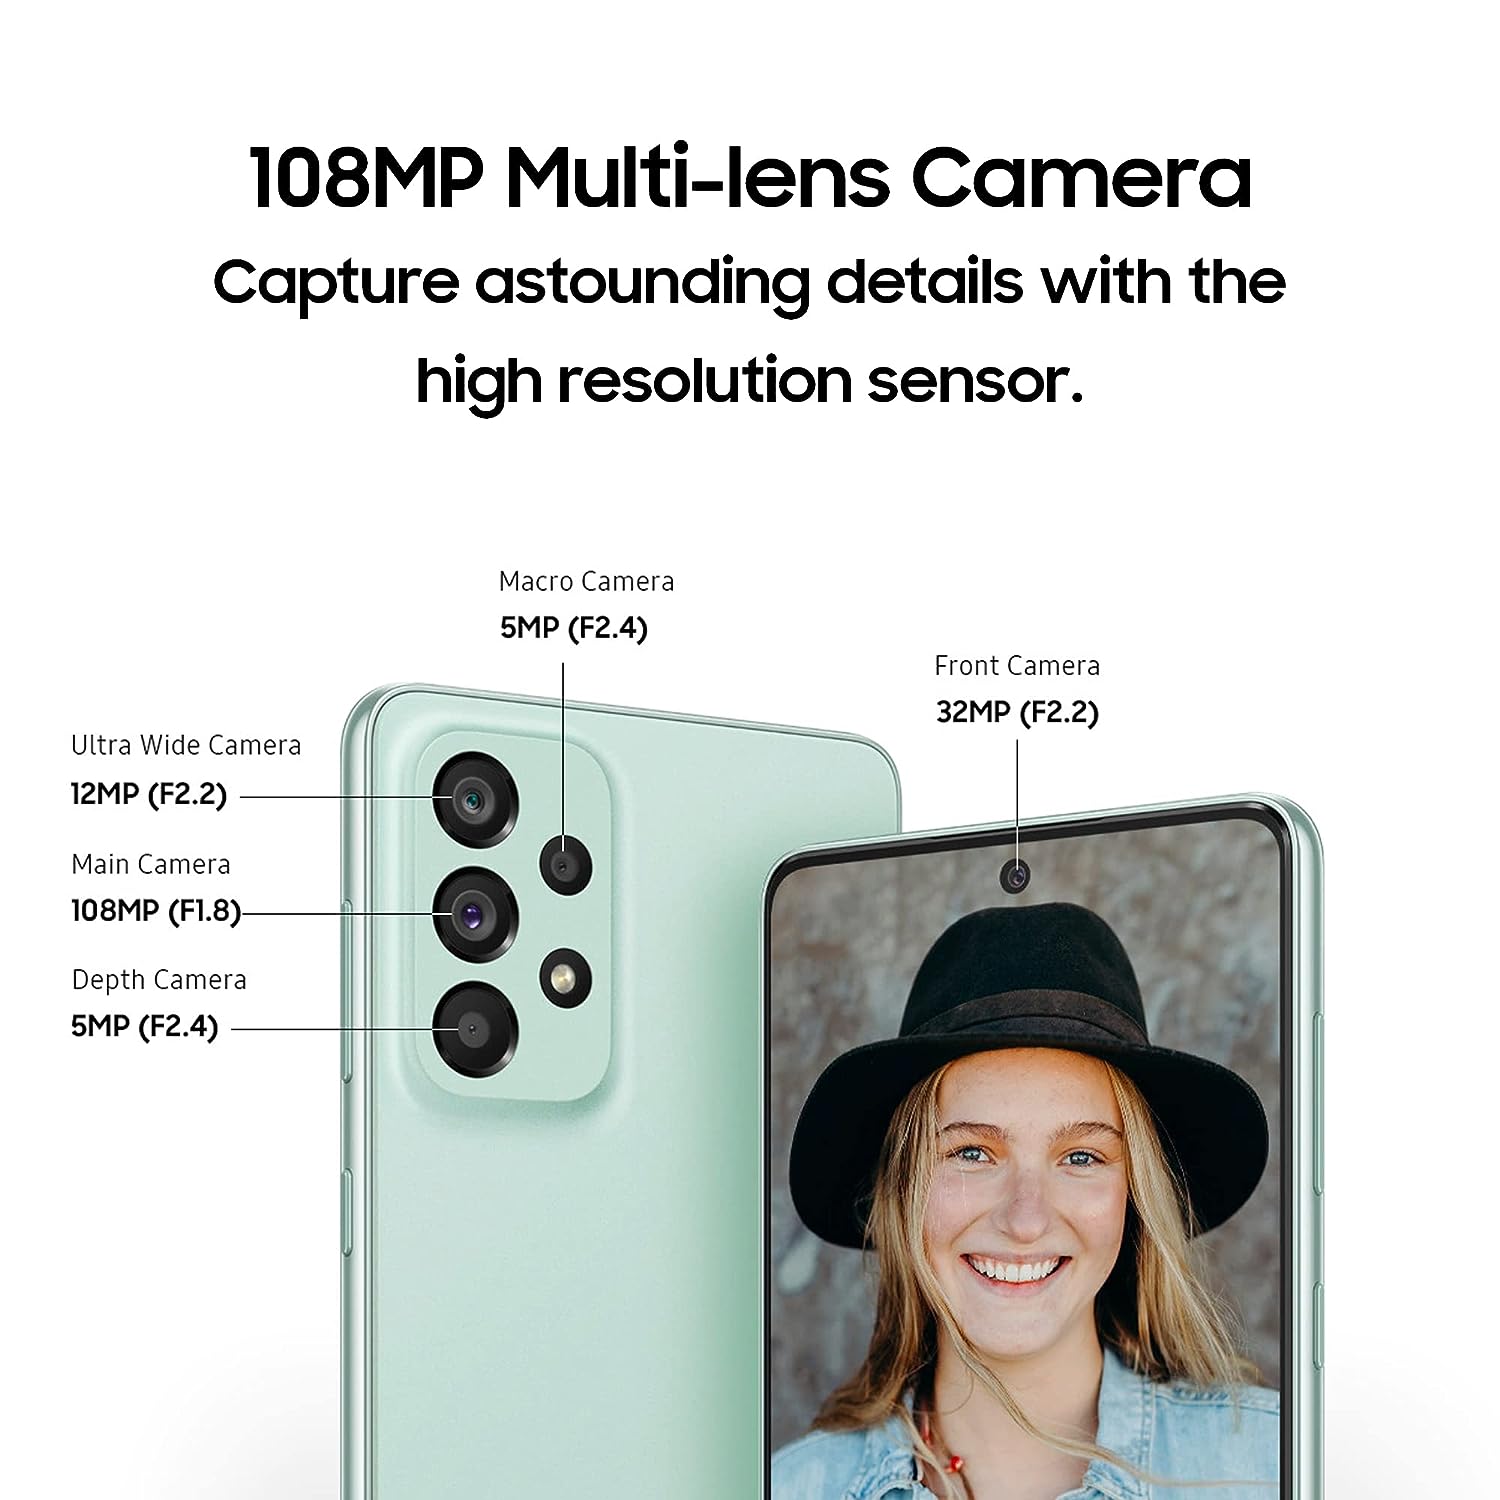 108MP Multi-lens Camera
Capture astounding details with the
high resolution sensor.
Macro Camera
5MP (F2.4)
Front Camera
32MP (F2.2)
Ultra Wide Camera
12MP (F2.2)
Main Camera
108MP (F1.8)
Depth Camera
5MP (F2.4)